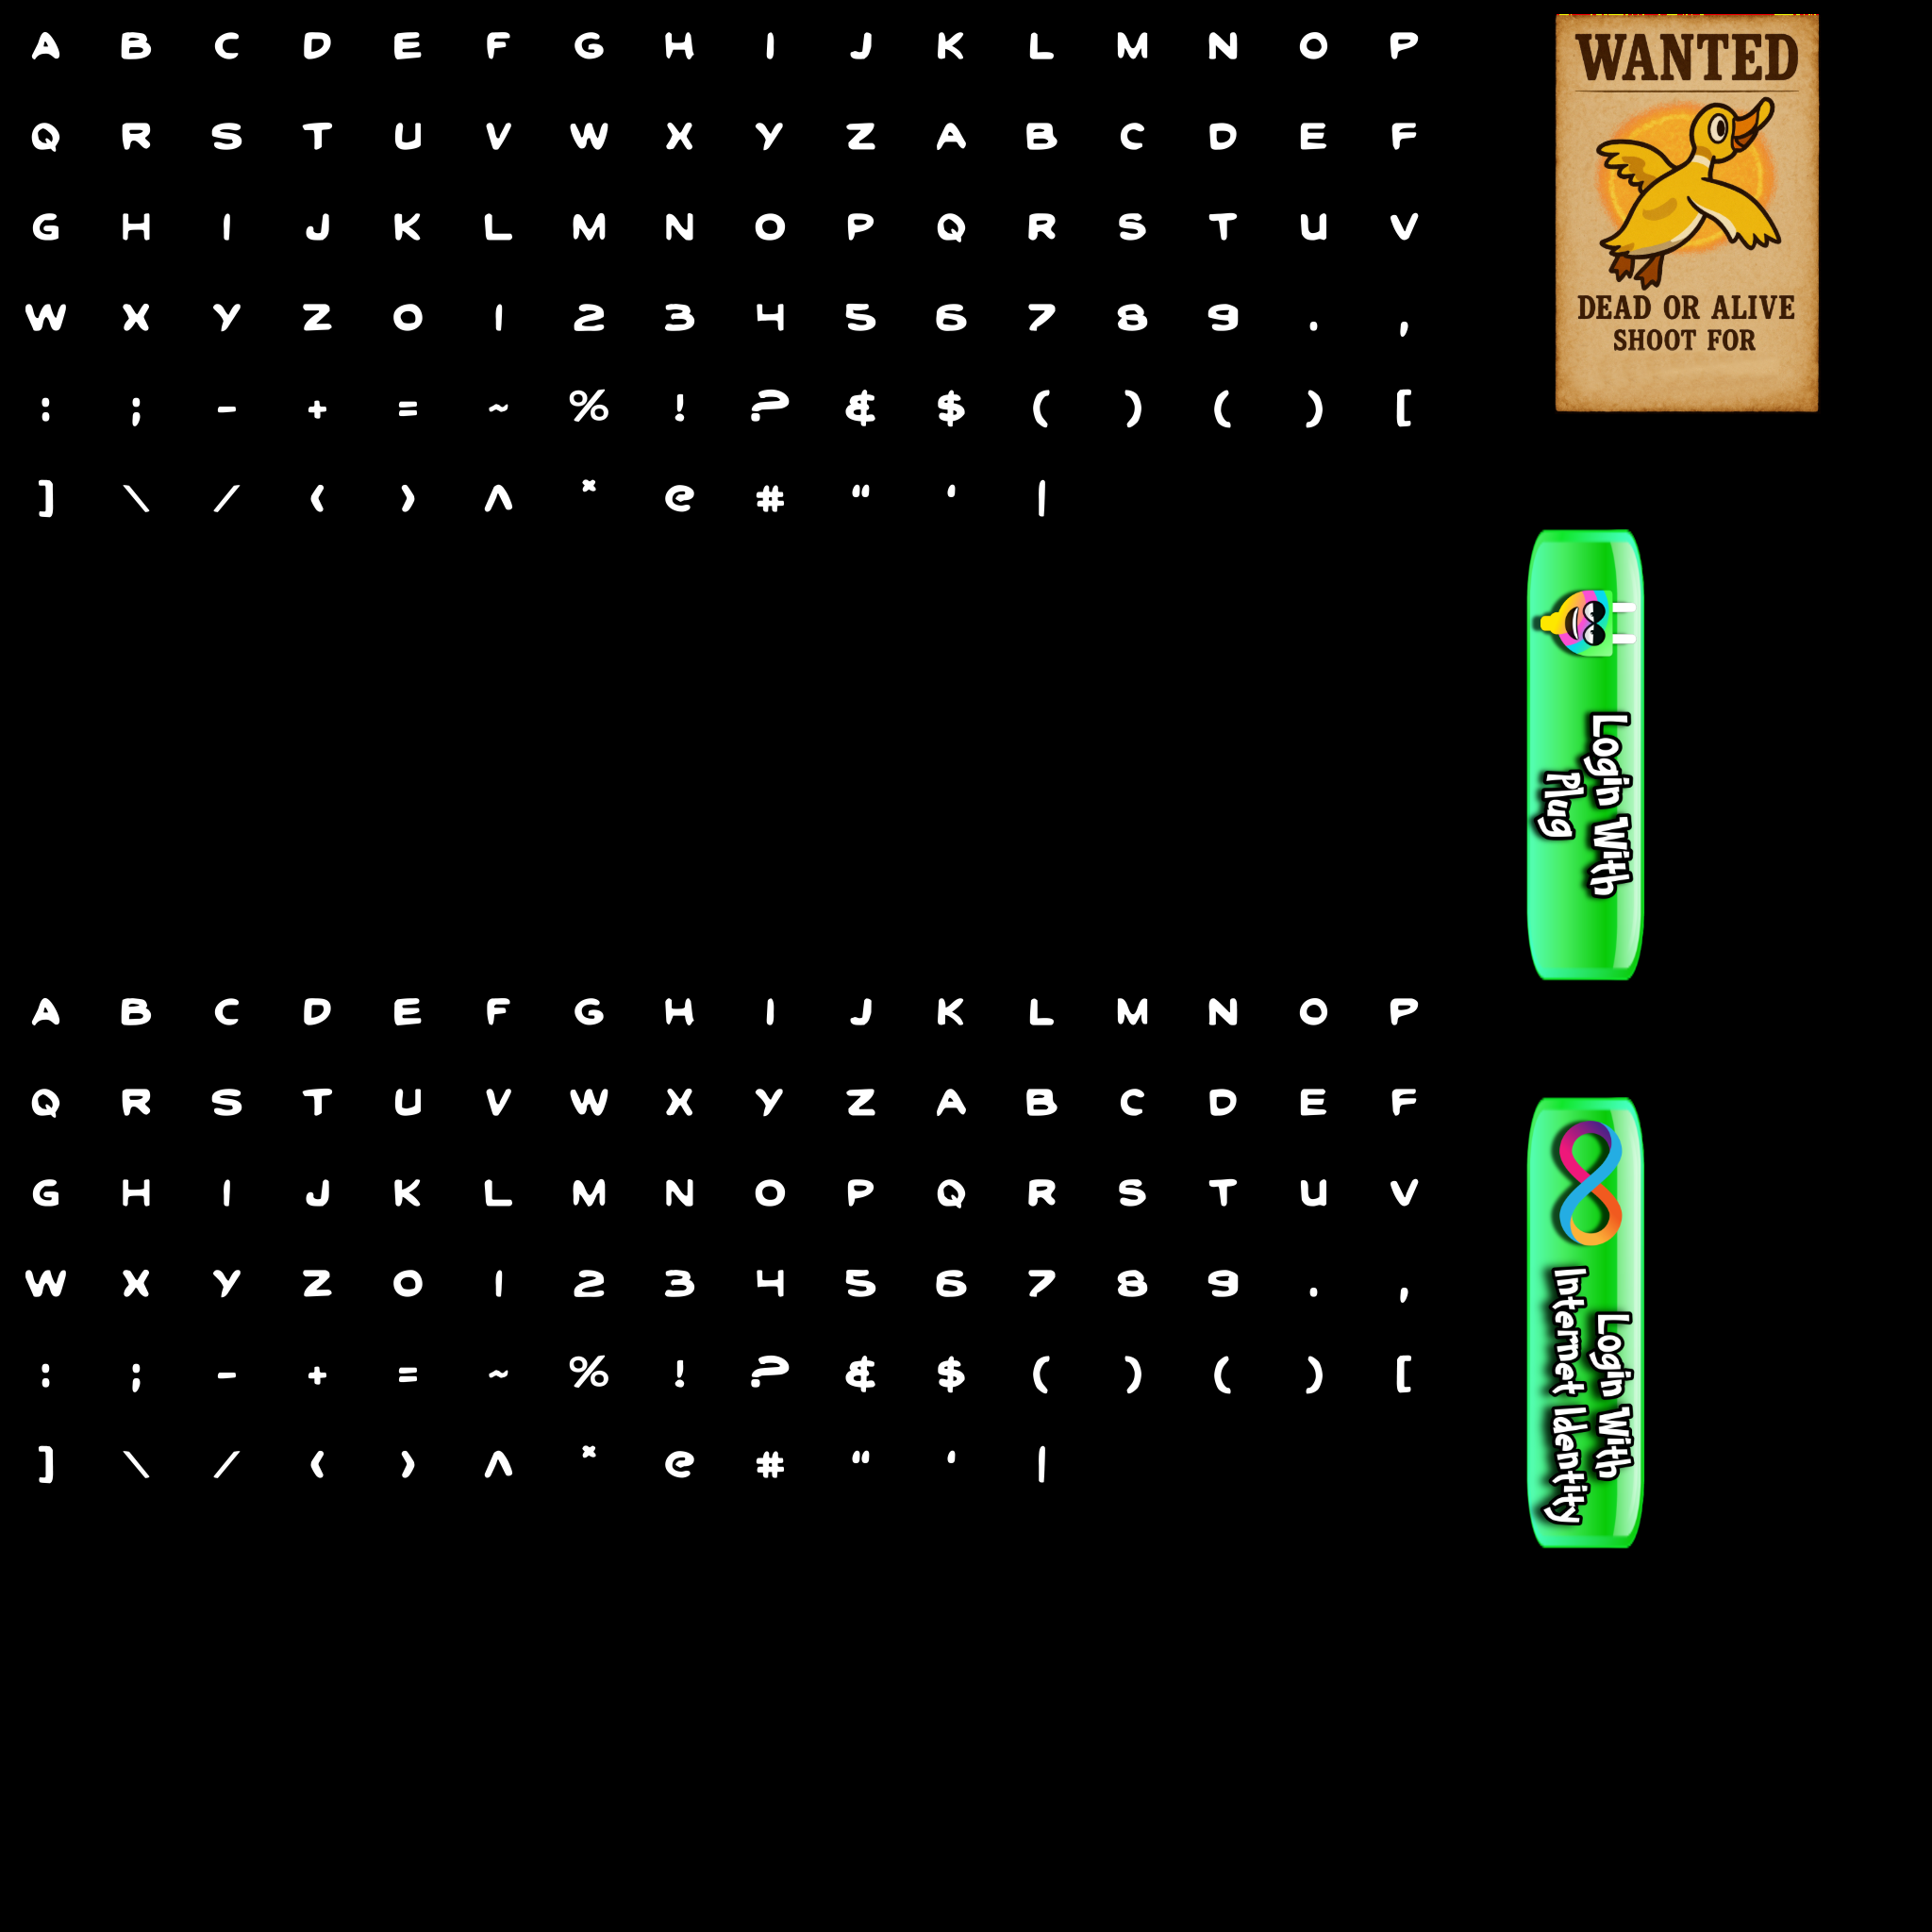 A B C D E F G H I J K L M N O P
Q R S T U V W X Y Z A B C D E F
G H I J K L M N O P Q R S T U V
W X Y Z 0 1 2 3 4 5 6 7 8 9 . ,
: ; - + = ~ % ! ? & $ ( ) ( ) [
] \ / < > ^ * @ # " ' |
WANTED
DEAD OR ALIVE
SHOOT FOR
Login With
Plug
A B C D E F G H I J K L M N O P
Q R S T U V W X Y Z A B C D E F
G H I J K L M N O P Q R S T U V
W X Y Z 0 1 2 3 4 5 6 7 8 9 . ,
: ; - + = ~ % ! ? & $ ( ) ( ) [
] \ / < > ^ * @ # " ' |
Login With
Internet Identity